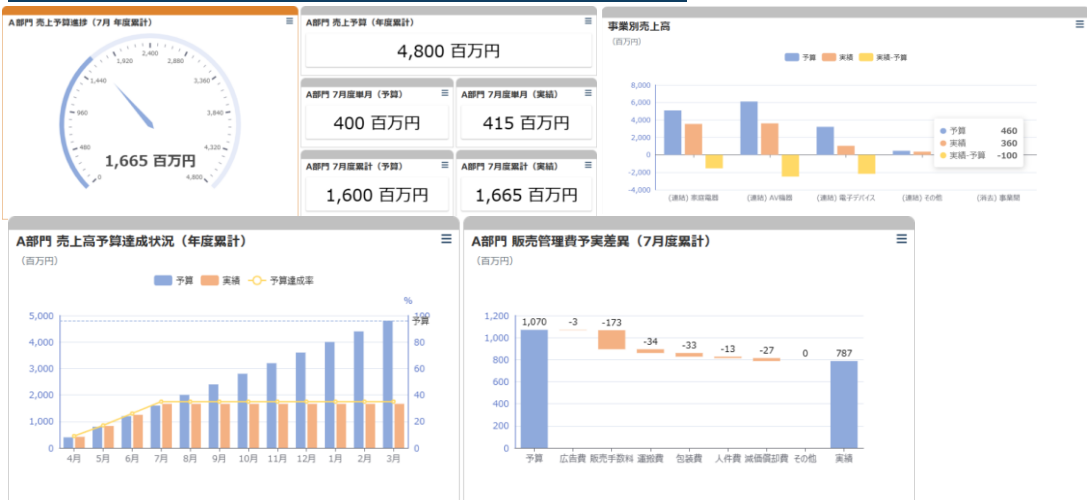 A部門 売上予算進捗（7月 年度累計）
2,400
1,920
2,880
1,440
3,360
960
3,840
480
4,320
0
4,800
1,665 百万円
A部門 売上予算（年度累計）
4,800 百万円
A部門 7月度単月（予算）
400 百万円
A部門 7月度単月（実績）
415 百万円
A部門 7月度累計（予算）
1,600 百万円
A部門 7月度累計（実績）
1,665 百万円
事業別売上高
（百万円）
予算 実績 実績-予算
8,000
6,000
4,000
2,000
0
-2,000
-4,000
予算 460
実績 360
実績-予算 -100
(連結) 家庭電器 (連結) AV機器 (連結) 電子デバイス (連結) その他 (消去) 事業間
A部門 売上高予算達成状況（年度累計）
（百万円）
予算 実績 予算達成率
%
5,000
4,000
3,000
2,000
1,000
0
100
予算
80
60
40
20
0
4月 5月 6月 7月 8月 9月 10月 11月 12月 1月 2月 3月
A部門 販売管理費予実差異（7月度累計）
（百万円）
1,200
1,000
800
600
400
200
0
1,070 -3 -173 -34 -33 -13 -27 0 787
予算 広告費 販売手数料 運搬費 包装費 人件費 減価償却費 その他 実績